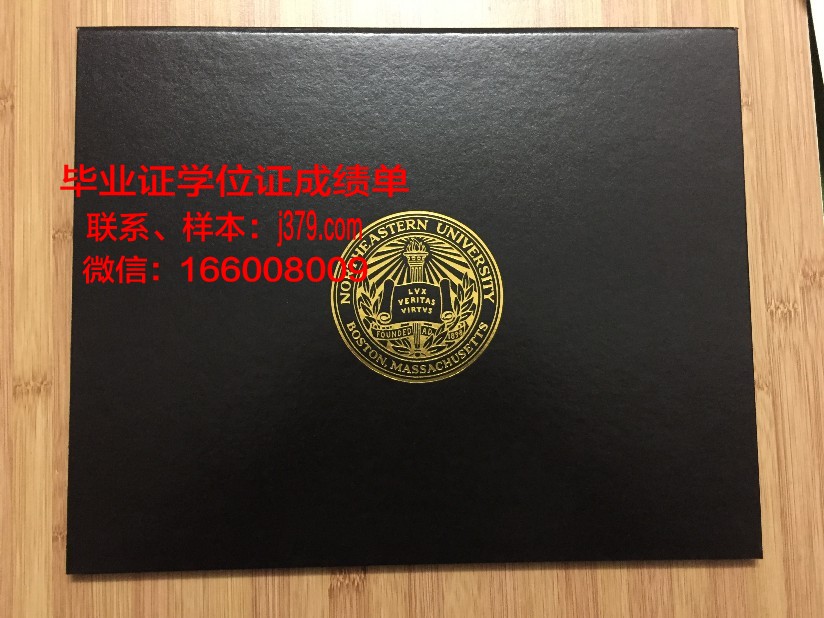 毕业证学位证成绩单
联系、样本：j379.com
微信：166008009
NORTHEASTERN UNIVERSITY
LVX
VERITAS
VIRTVS
FOUNDED A.D. 1898
BOSTON, MASSACHUSETTS